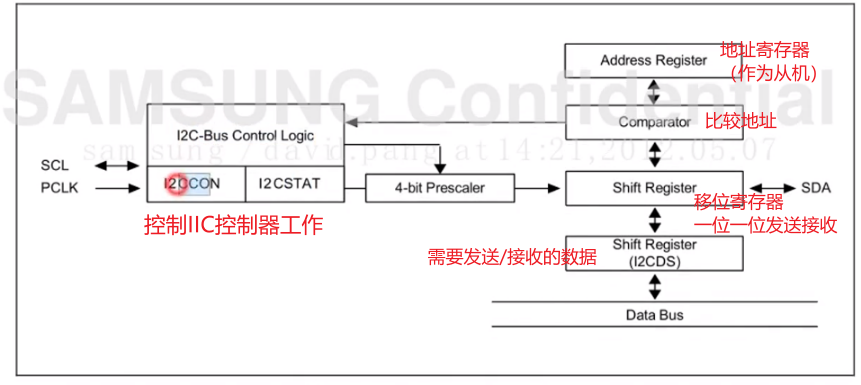 SAMSUNG Confidential
samsung / david.pang at 14:21,2012.05.07
Address Register
地址寄存器
（作为从机）
I2C-Bus Control Logic
Comparator
比较地址
SCL
PCLK
I2CCON
I2CSTAT
4-bit Prescaler
Shift Register
SDA
控制IIC控制器工作
移位寄存器
一位一位发送接收
需要发送/接收的数据
Shift Register
(I2CDS)
Data Bus